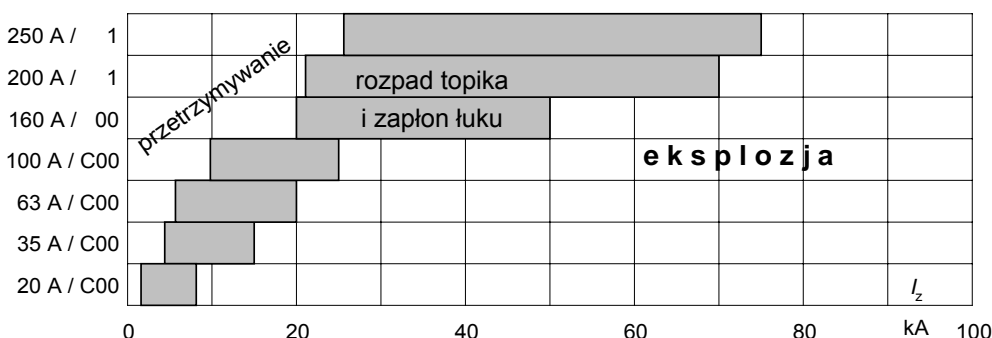 250 A / 1
200 A / 1
160 A / 00
100 A / C00
63 A / C00
35 A / C00
20 A / C00
przetrzymywanie
rozpad topika
i zapłon łuku
e k s p l o z j a
I z
kA
0 20 40 60 80 100